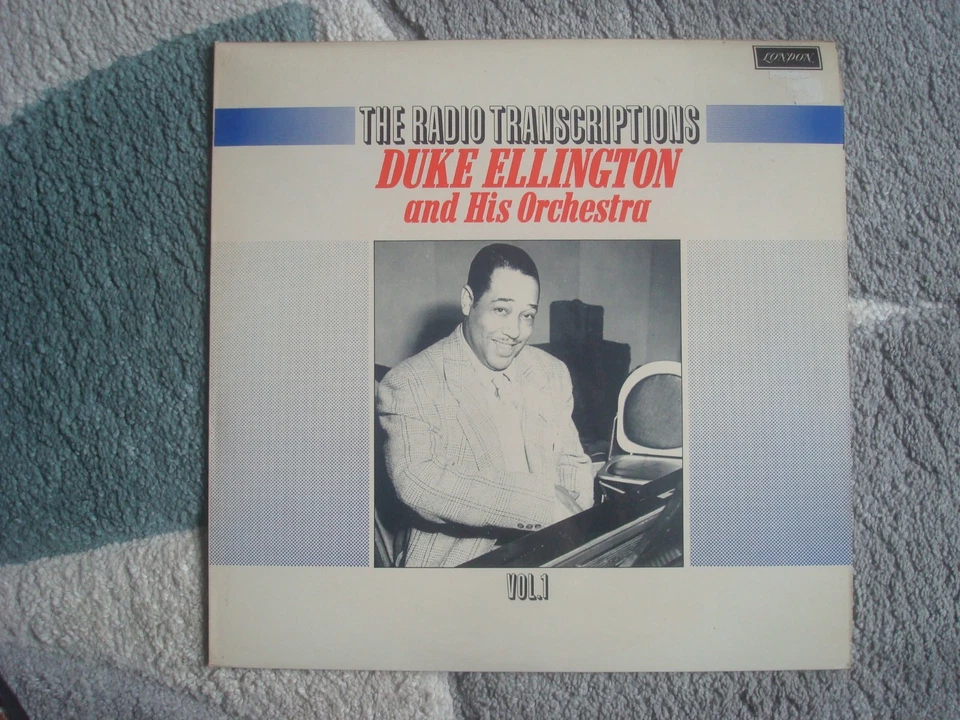 LONDON
THE RADIO TRANSCRIPTIONS
DUKE ELLINGTON
and His Orchestra
VOL.1